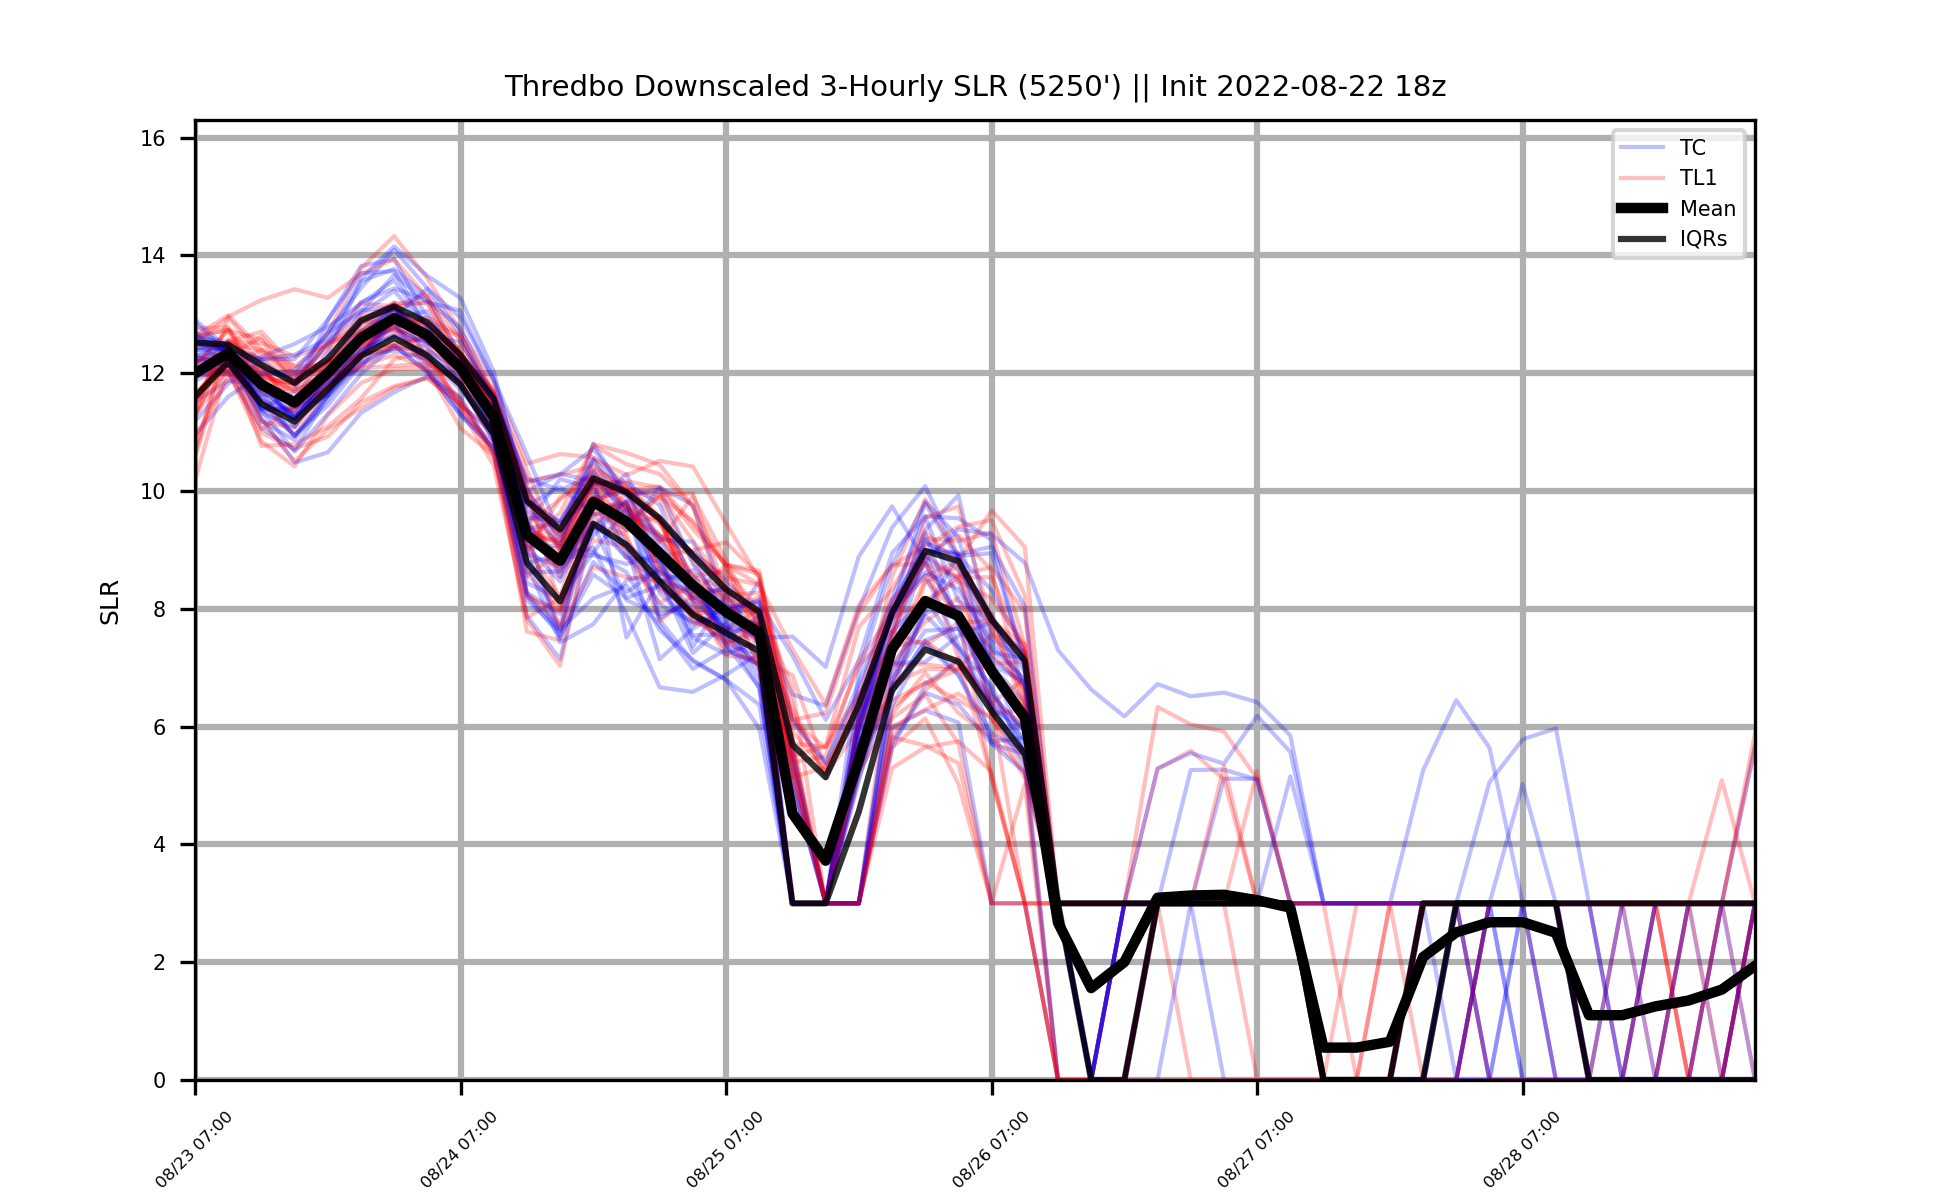 Thredbo Downscaled 3-Hourly SLR (5250') || Init 2022-08-22 18z
TC
TL1
Mean
IQRs
SLR
16
14
12
10
8
6
4
2
0
08/23 07:00
08/24 07:00
08/25 07:00
08/26 07:00
08/27 07:00
08/28 07:00